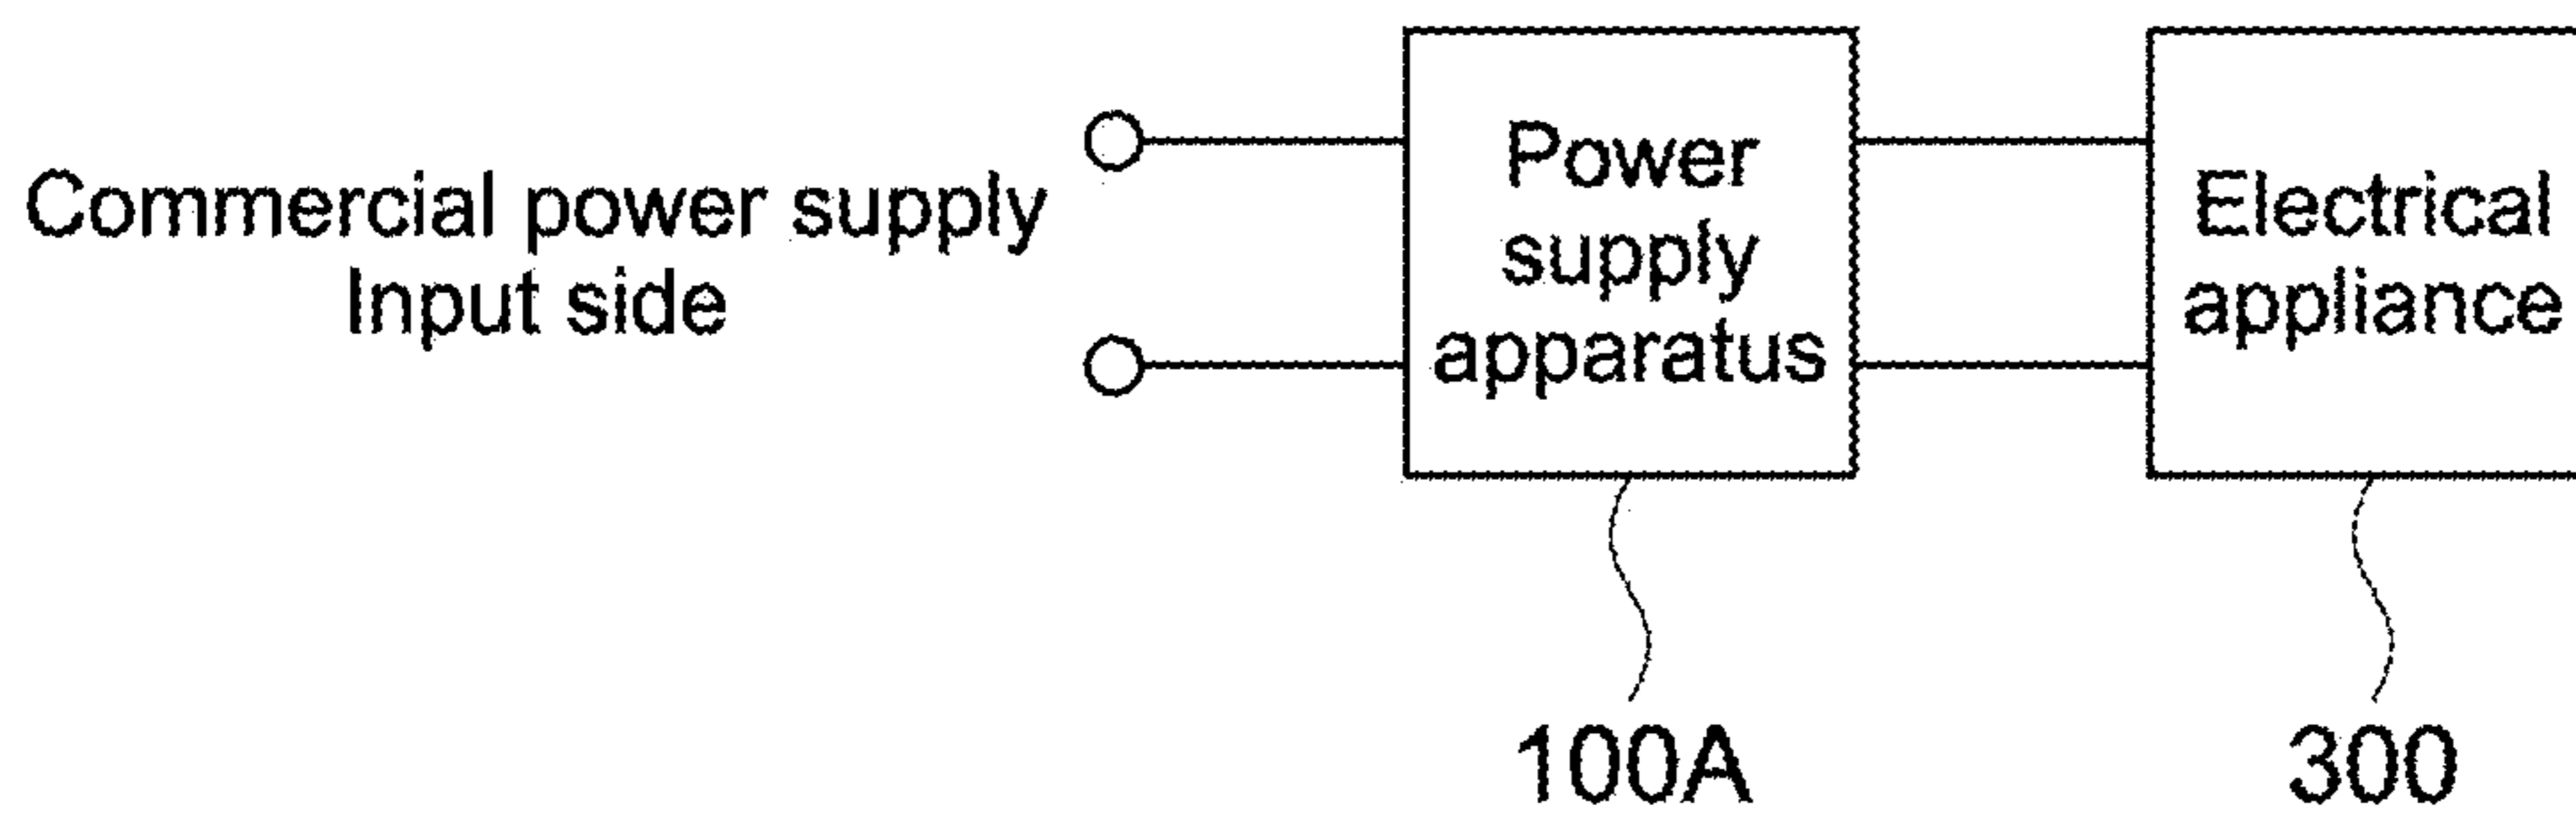 Commercial power supply
Input side
Power
supply
apparatus
Electrical
appliance
100A
300